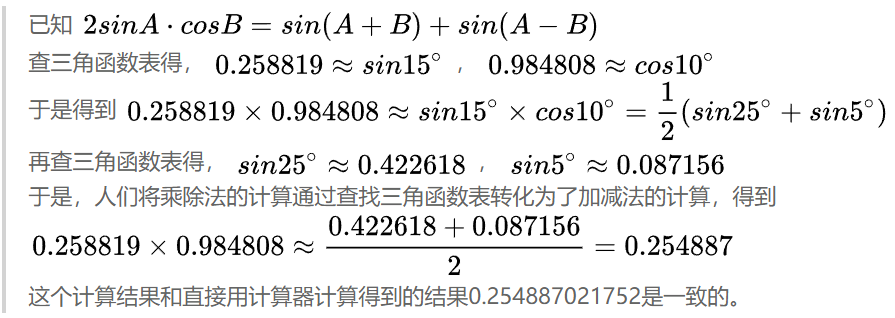 已知 2sinA·cosB = sin(A + B) + sin(A − B)
查三角函数表得， 0.258819 ≈ sin15° ， 0.984808 ≈ cos10°
于是得到 0.258819 × 0.984808 ≈ sin15° × cos10° = 1/2(sin25° + sin5°)
再查三角函数表得， sin25° ≈ 0.422618 ， sin5° ≈ 0.087156
于是，人们将乘除法的计算通过查找三角函数表转化为了加减法的计算，得到
0.258819 × 0.984808 ≈ (0.422618 + 0.087156)/2 = 0.254887
这个计算结果和直接用计算器计算得到的结果0.254887021752是一致的。